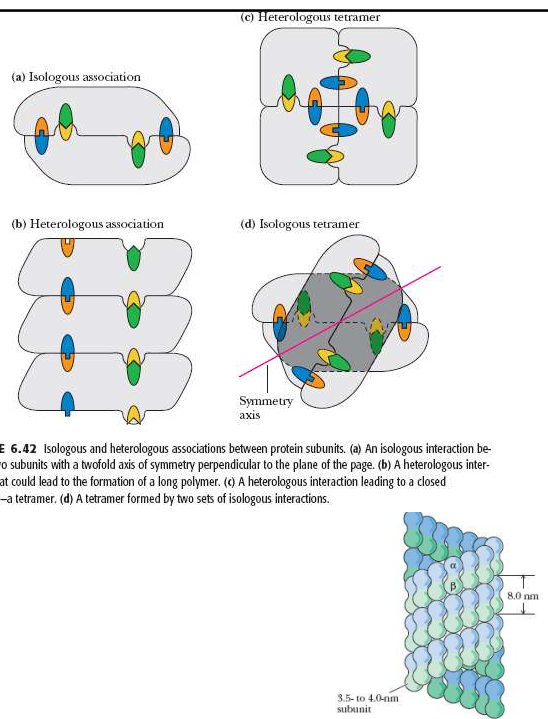 (c) Heterologous tetramer
(a) Isologous association
(b) Heterologous association
(d) Isologous tetramer
Symmetry
axis
E 6.42 Isologous and heterologous associations between protein subunits. (a) An isologous interaction be-
vo subunits with a twofold axis of symmetry perpendicular to the plane of the page. (b) A heterologous inter-
at could lead to the formation of a long polymer. (c) A heterologous interaction leading to a closed
—a tetramer. (d) A tetramer formed by two sets of isologous interactions.
α
β
8.0 nm
3.5- to 4.0-nm
subunit